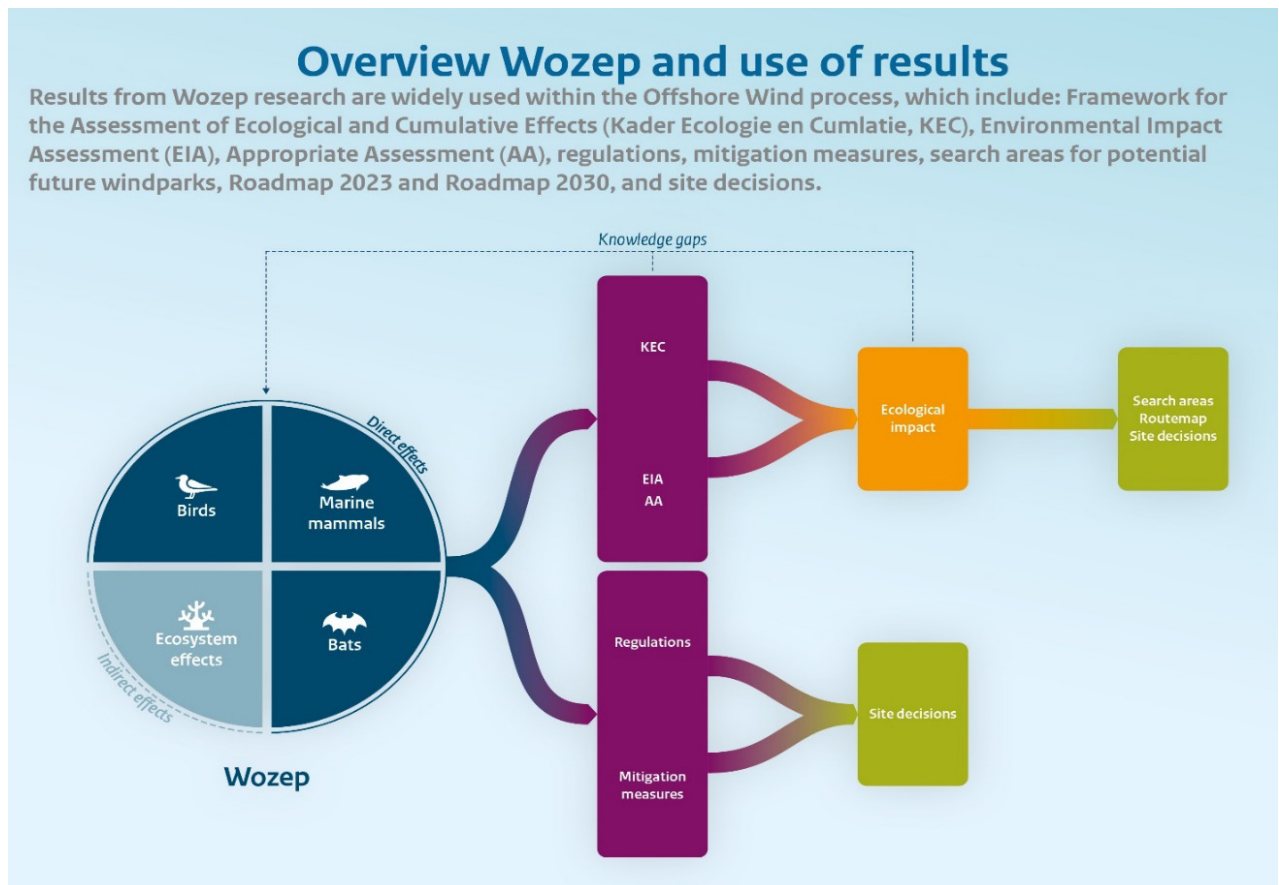 Overview Wozep and use of results
Results from Wozep research are widely used within the Offshore Wind process, which include: Framework for
the Assessment of Ecological and Cumulative Effects (Kader Ecologie en Cumlatie, KEC), Environmental Impact
Assessment (EIA), Appropriate Assessment (AA), regulations, mitigation measures, search areas for potential
future windparks, Roadmap 2023 and Roadmap 2030, and site decisions.
Knowledge gaps
Direct effects
Birds
Marine
mammals
Ecosystem
effects
Bats
Indirect effects
Wozep
KEC
EIA
AA
Ecological
impact
Search areas
Routemap
Site decisions
Regulations
Mitigation
measures
Site decisions